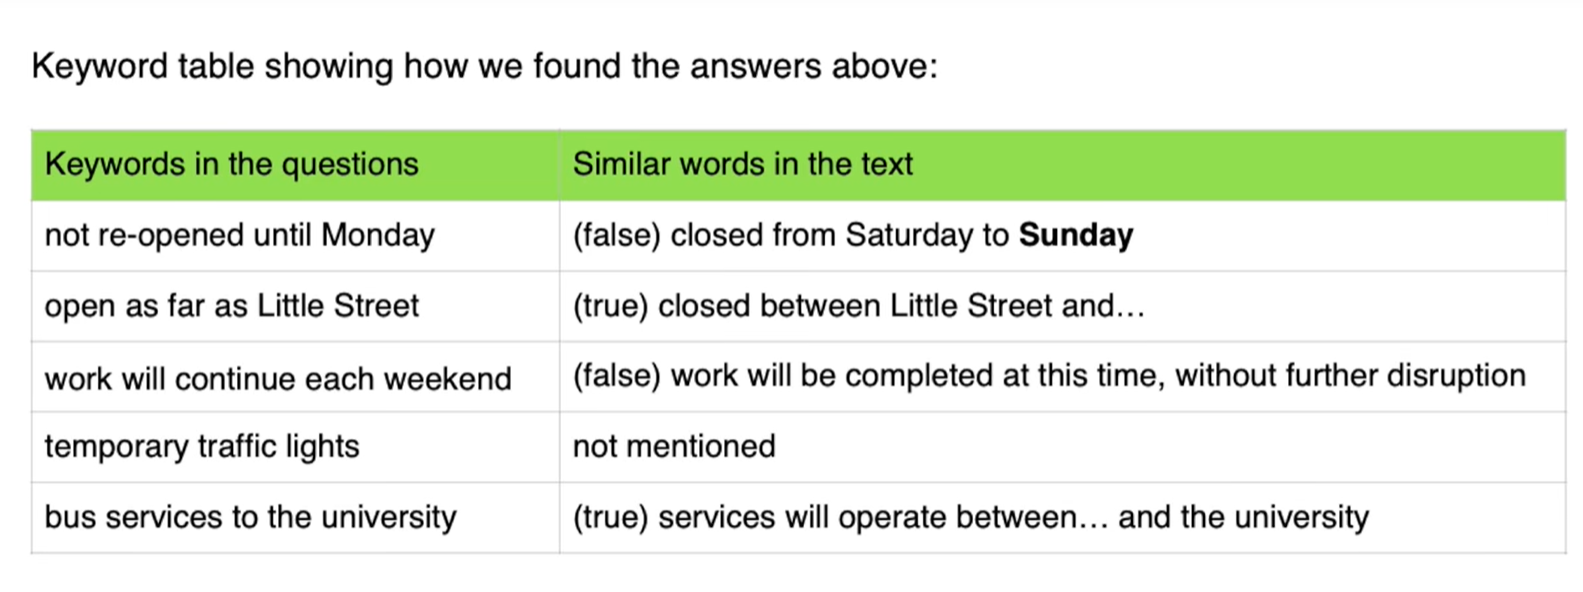 Keyword table showing how we found the answers above:
Keywords in the questions
Similar words in the text
not re-opened until Monday
(false) closed from Saturday to Sunday
open as far as Little Street
(true) closed between Little Street and…
work will continue each weekend
(false) work will be completed at this time, without further disruption
temporary traffic lights
not mentioned
bus services to the university
(true) services will operate between… and the university